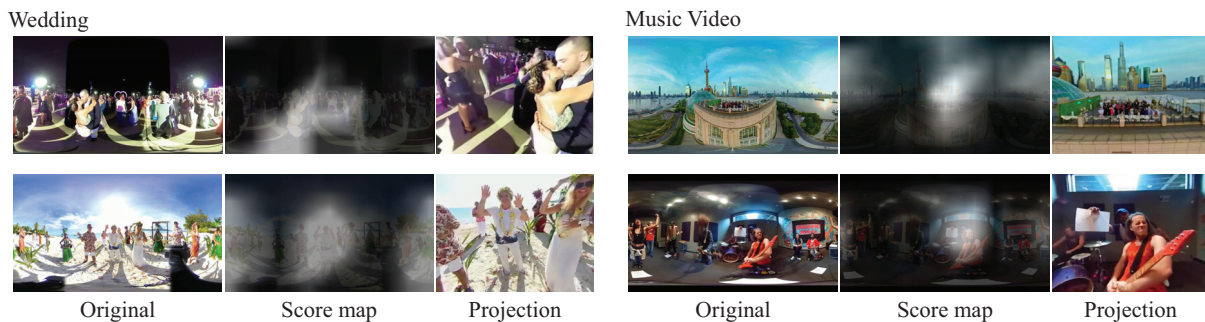 Wedding
Music Video
Original
Score map
Projection
Original
Score map
Projection